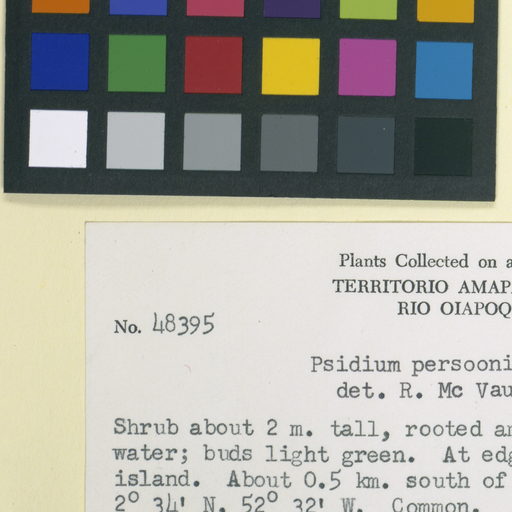 Plants Collected on a
TERRITORIO AMAP
RIO OIAPOQ
No. 48395
Psidium persooni
det. R. Mc Vau
Shrub about 2 m. tall, rooted an
water; buds light green. At edg
island. About 0.5 km. south of
2° 34' N. 52° 32' W. Common.